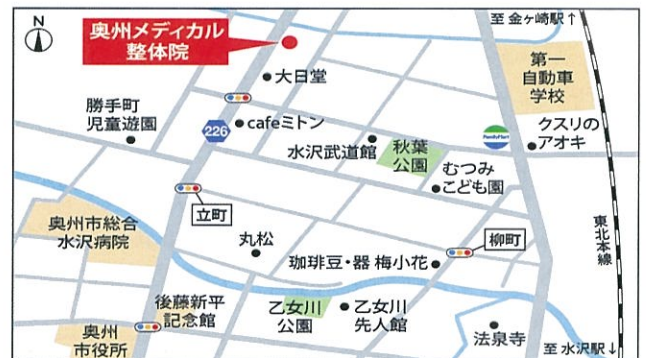 N
奥州メディカル
整体院
至 金ヶ崎駅↑
第一
自動車
学校
大日堂
勝手町
児童遊園
226
cafeミトン
水沢武道館
秋葉
公園
FamilyMart
クスリの
アオキ
むつみ
こども園
立町
奥州市総合
水沢病院
丸松
柳町
珈琲豆・器 梅小花
東北本線
後藤新平
記念館
乙女川
公園
乙女川
先人館
法泉寺
奥州
市役所
至 水沢駅↓